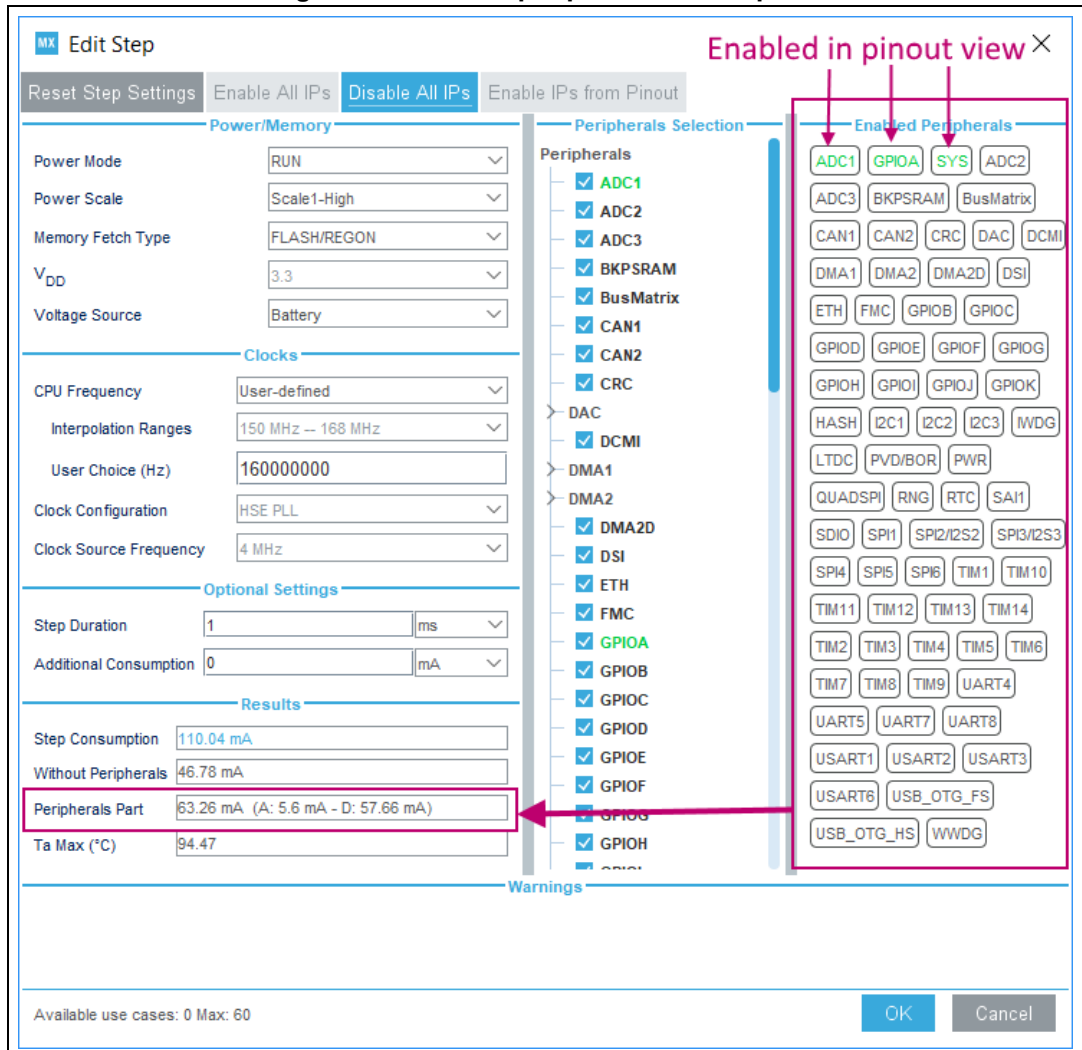 MX Edit Step
Enabled in pinout view
Reset Step Settings Enable All IPs Disable All IPs Enable IPs from Pinout
Power/Memory
Power Mode RUN
Power Scale Scale1-High
Memory Fetch Type FLASH/REGON
VDD 3.3
Voltage Source Battery
Clocks
CPU Frequency User-defined
Interpolation Ranges 150 MHz -- 168 MHz
User Choice (Hz) 160000000
Clock Configuration HSE PLL
Clock Source Frequency 4 MHz
Optional Settings
Step Duration 1 ms
Additional Consumption 0 mA
Results
Step Consumption 110.04 mA
Without Peripherals 46.78 mA
Peripherals Part 63.26 mA (A: 5.6 mA - D: 57.66 mA)
Ta Max (°C) 94.47
Peripherals Selection
Peripherals
ADC1
ADC2
ADC3
BKPSRAM
BusMatrix
CAN1
CAN2
CRC
DAC
DCMI
DMA1
DMA2
DMA2D
DSI
ETH
FMC
GPIOA
GPIOB
GPIOC
GPIOD
GPIOE
GPIOF
GPIOG
GPIOH
Enabled Peripherals
ADC1 GPIOA SYS ADC2
ADC3 BKPSRAM BusMatrix
CAN1 CAN2 CRC DAC DCMI
DMA1 DMA2 DMA2D DSI
ETH FMC GPIOB GPIOC
GPIOD GPIOE GPIOF GPIOG
GPIOH GPIOI GPIOJ GPIOK
HASH I2C1 I2C2 I2C3 IWDG
LTDC PVD/BOR PWR
QUADSPI RNG RTC SAI1
SDIO SPI1 SPI2/I2S2 SPI3/I2S3
SPI4 SPI5 SPI6 TIM1 TIM10
TIM11 TIM12 TIM13 TIM14
TIM2 TIM3 TIM4 TIM5 TIM6
TIM7 TIM8 TIM9 UART4
UART5 UART7 UART8
USART1 USART2 USART3
USART6 USB_OTG_FS
USB_OTG_HS WWDG
Warnings
Available use cases: 0 Max: 60
OK Cancel